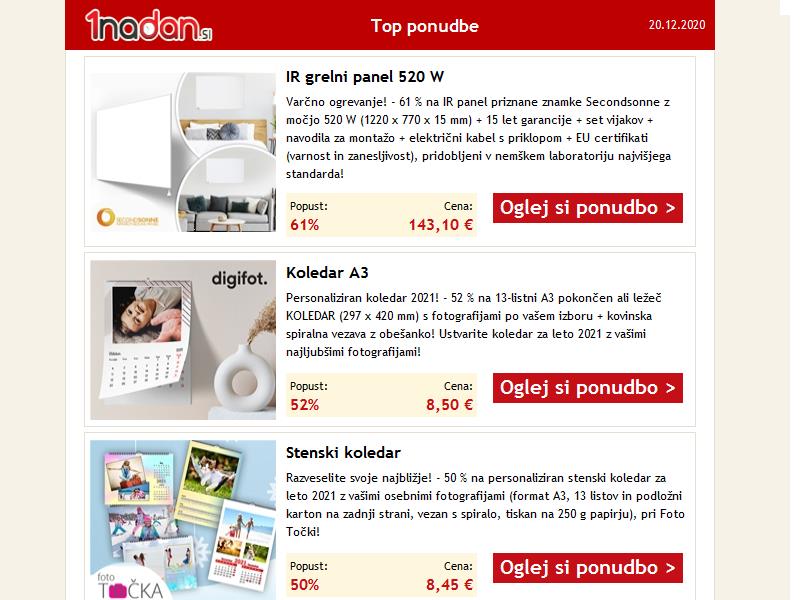 1nadan.si
Top ponudbe
20.12.2020
IR grelni panel 520 W
Varčno ogrevanje! - 61 % na IR panel priznane znamke Secondsonne z
močjo 520 W (1220 x 770 x 15 mm) + 15 let garancije + set vijakov +
navodila za montažo + električni kabel s priklopom + EU certifikati
(varnost in zanesljivost), pridobljeni v nemškem laboratoriju najvišjega
standarda!
SECONDSONNE
Popust:
Cena:
61%
143,10 €
Oglej si ponudbo >
digifot.
Koledar A3
Personaliziran koledar 2021! - 52 % na 13-listni A3 pokončen ali ležeč
KOLEDAR (297 x 420 mm) s fotografijami po vašem izboru + kovinska
spiralna vezava z obešanko! Ustvarite koledar za leto 2021 z vašimi
najljubšimi fotografijami!
Popust:
Cena:
52%
8,50 €
Oglej si ponudbo >
Stenski koledar
Razveselite svoje najbližje! - 50 % na personaliziran stenski koledar za
leto 2021 z vašimi osebnimi fotografijami (format A3, 13 listov in podložni
karton na zadnji strani, vezan s spiralo, tiskan na 250 g papirju), pri Foto
Točki!
foto
TOČKA
Popust:
Cena:
50%
8,45 €
Oglej si ponudbo >